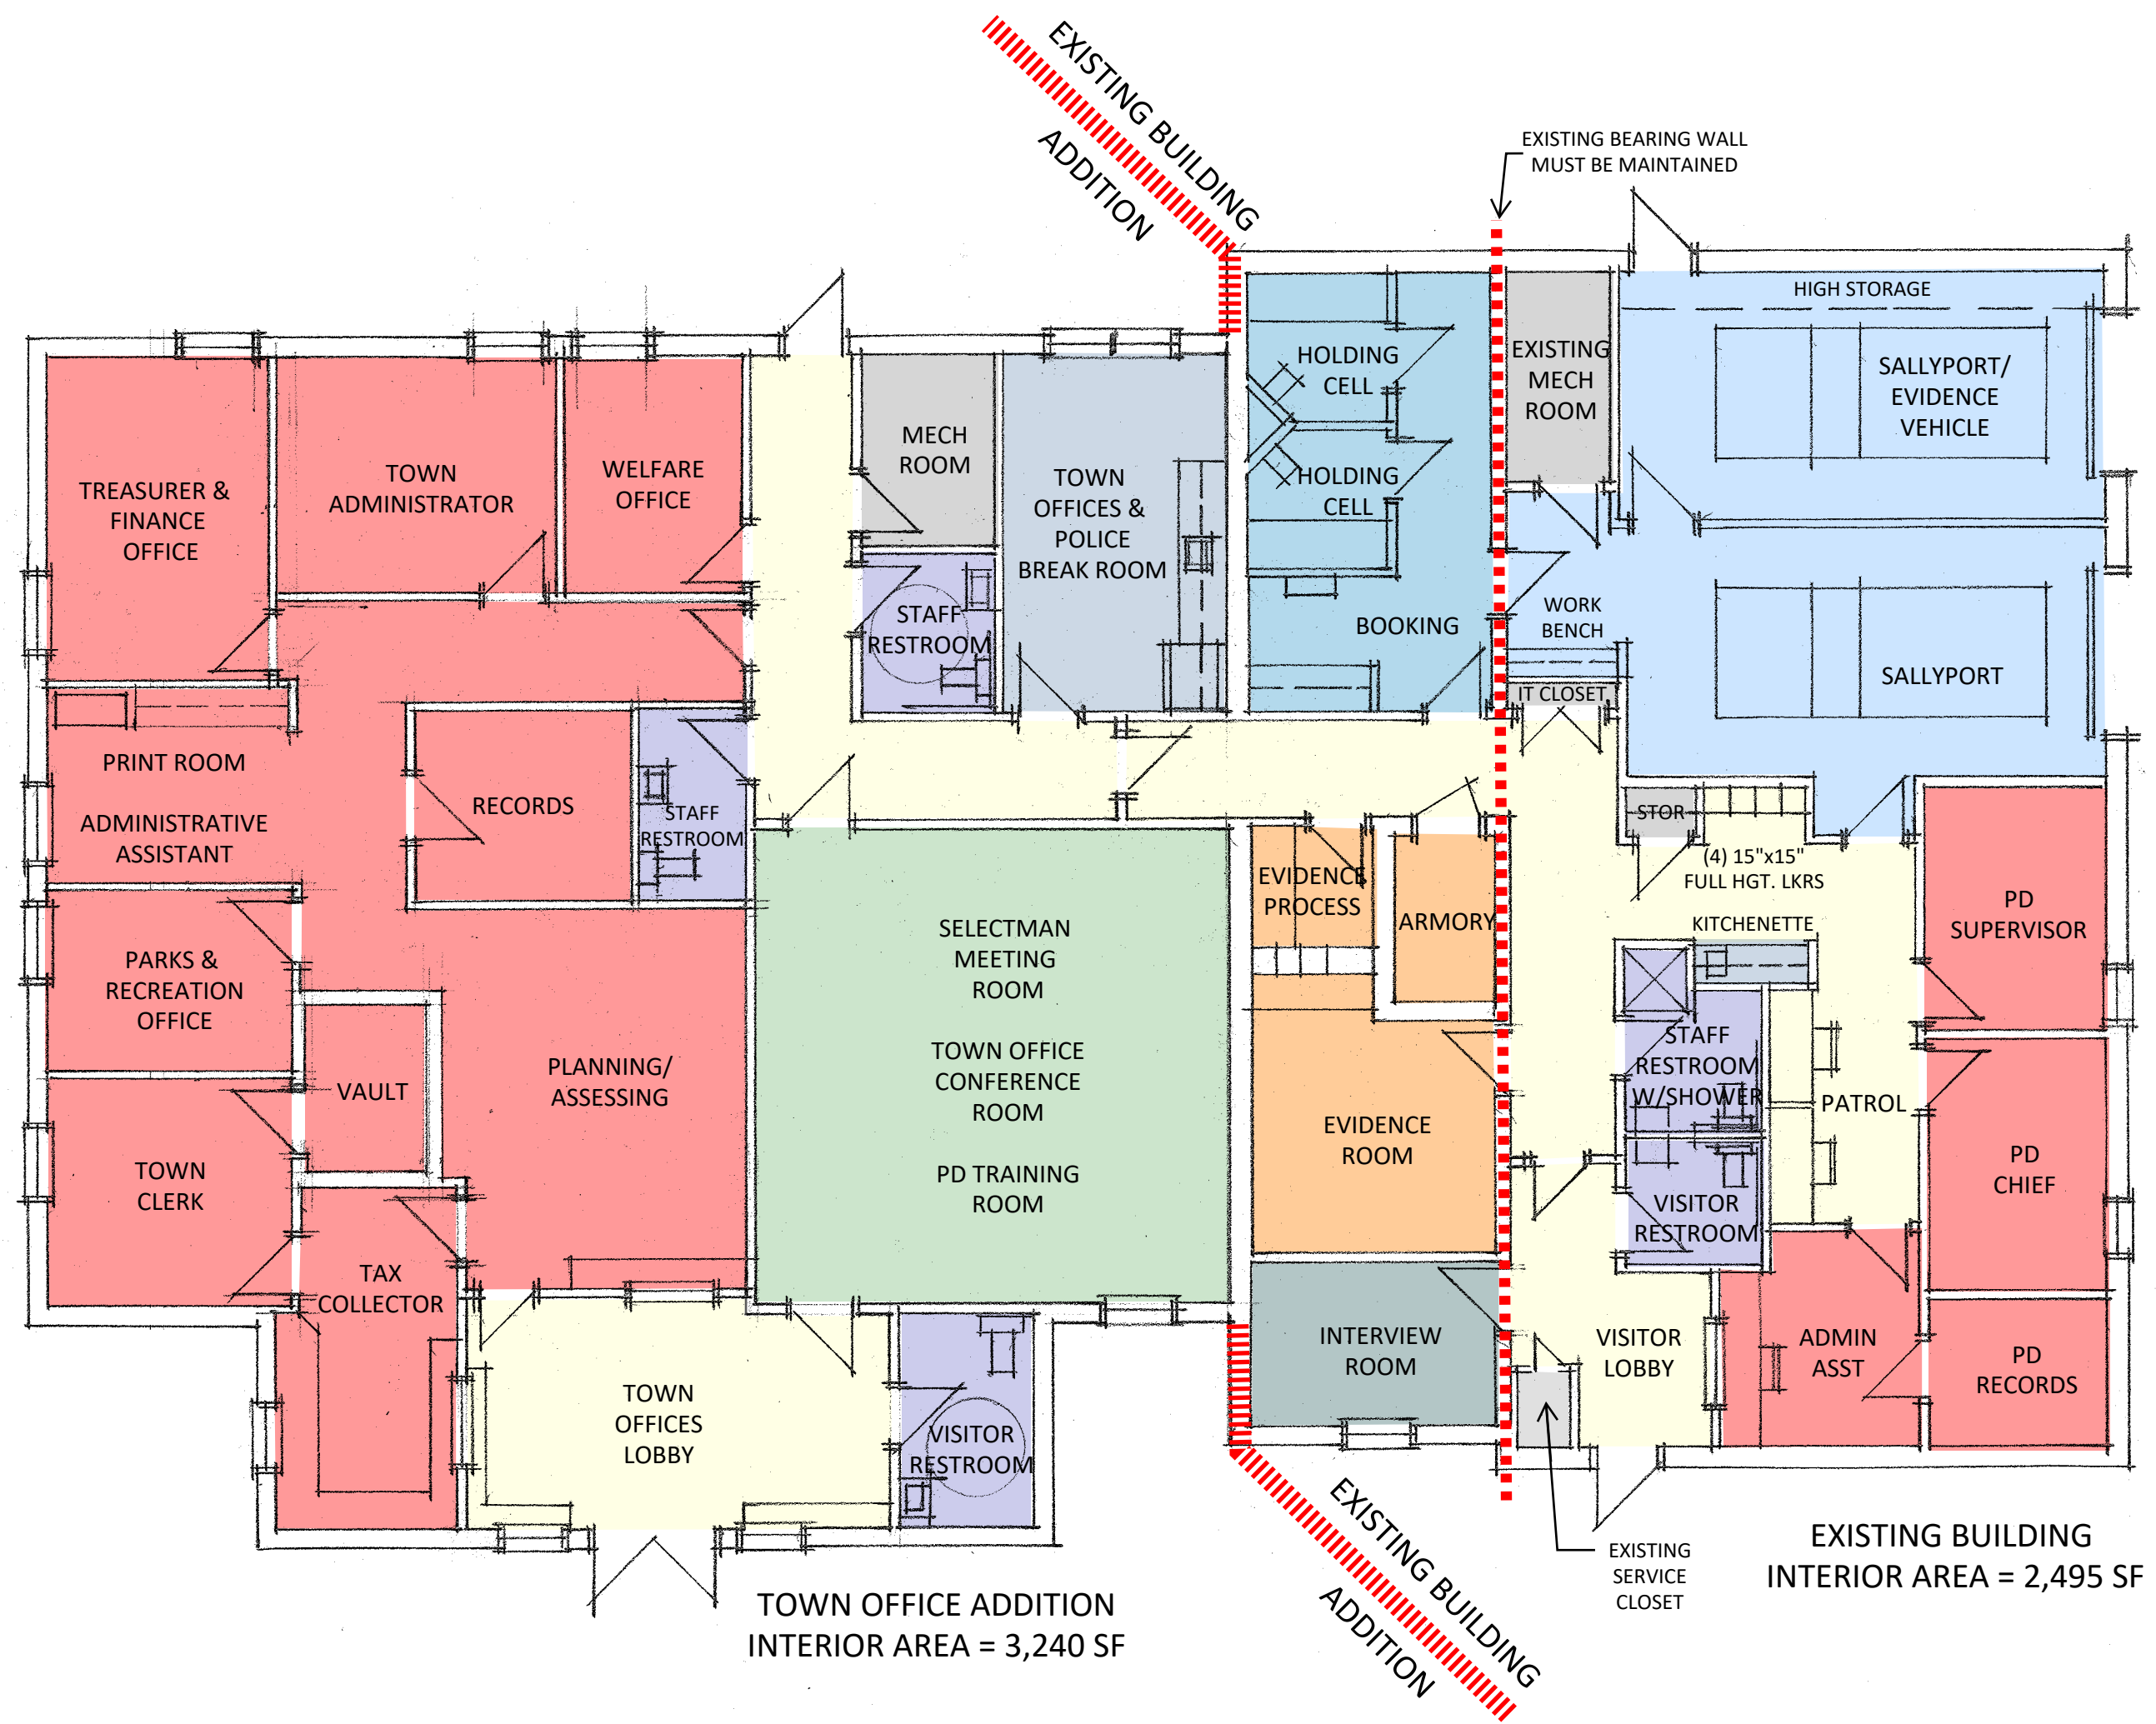 EXISTING BUILDING
ADDITION
EXISTING BEARING WALL
MUST BE MAINTAINED
HIGH STORAGE
TREASURER &
FINANCE
OFFICE
TOWN
ADMINISTRATOR
WELFARE
OFFICE
MECH
ROOM
TOWN
OFFICES &
POLICE
BREAK ROOM
HOLDING
CELL
HOLDING
CELL
EXISTING
MECH
ROOM
SALLYPORT/
EVIDENCE
VEHICLE
STAFF
RESTROOM
BOOKING
WORK
BENCH
SALLYPORT
IT CLOSET
PRINT ROOM
ADMINISTRATIVE
ASSISTANT
RECORDS
STAFF
RESTROOM
STOR
(4) 15"x15"
FULL HGT. LKRS
KITCHENETTE
EVIDENCE
PROCESS
ARMORY
PD
SUPERVISOR
PARKS &
RECREATION
OFFICE
SELECTMAN
MEETING
ROOM
TOWN OFFICE
CONFERENCE
ROOM
PD TRAINING
ROOM
VAULT
PLANNING/
ASSESSING
STAFF
RESTROOM
W/SHOWER
PATROL
EVIDENCE
ROOM
TOWN
CLERK
PD
CHIEF
VISITOR
RESTROOM
TAX
COLLECTOR
INTERVIEW
ROOM
VISITOR
LOBBY
ADMIN
ASST
PD
RECORDS
TOWN
OFFICES
LOBBY
VISITOR
RESTROOM
EXISTING BUILDING
ADDITION
EXISTING
SERVICE
CLOSET
EXISTING BUILDING
INTERIOR AREA = 2,495 SF
TOWN OFFICE ADDITION
INTERIOR AREA = 3,240 SF